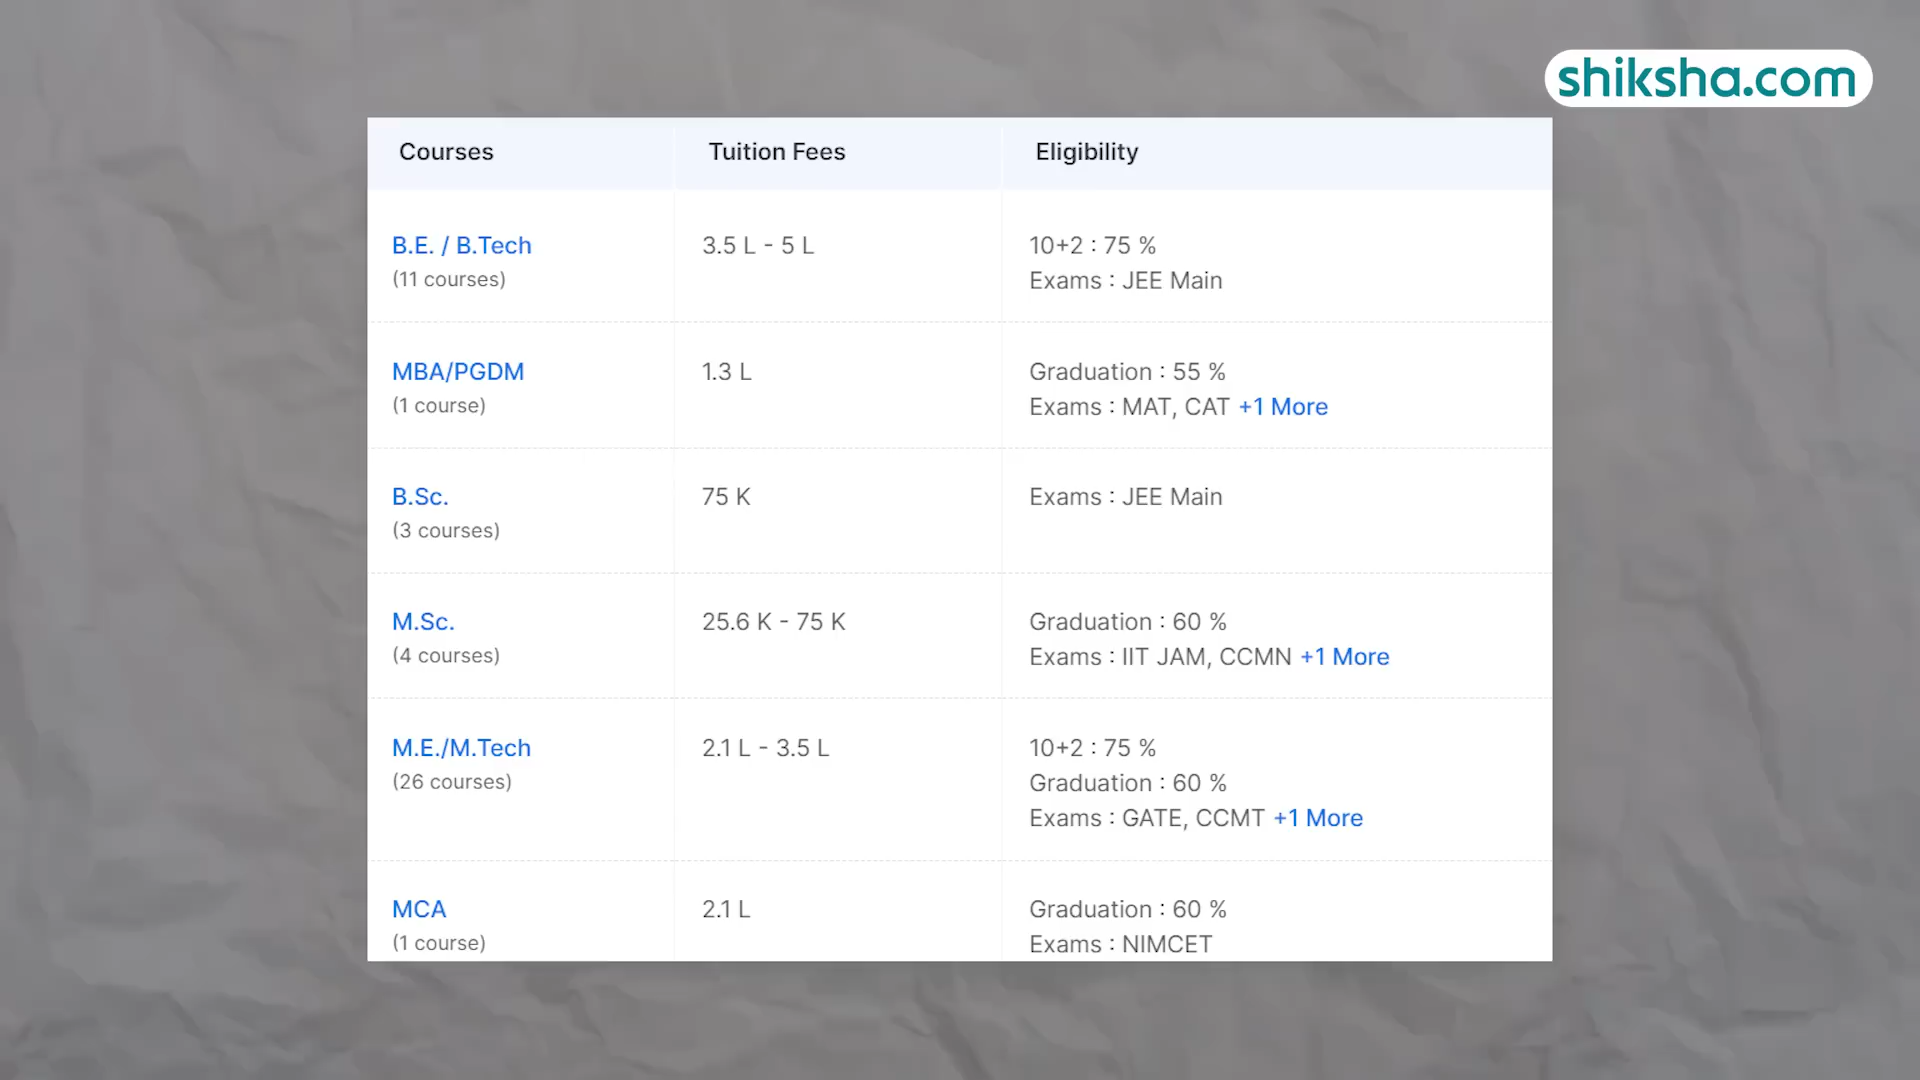 shiksha.com
Courses Tuition Fees Eligibility
B.E. / B.Tech 3.5 L - 5 L 10+2 : 75 %
(11 courses) Exams : JEE Main
MBA/PGDM 1.3 L Graduation : 55 %
(1 course) Exams : MAT, CAT +1 More
B.Sc. 75 K Exams : JEE Main
(3 courses)
M.Sc. 25.6 K - 75 K Graduation : 60 %
(4 courses) Exams : IIT JAM, CCMN +1 More
M.E./M.Tech 2.1 L - 3.5 L 10+2 : 75 %
(26 courses) Graduation : 60 %
Exams : GATE, CCMT +1 More
MCA 2.1 L Graduation : 60 %
(1 course) Exams : NIMCET